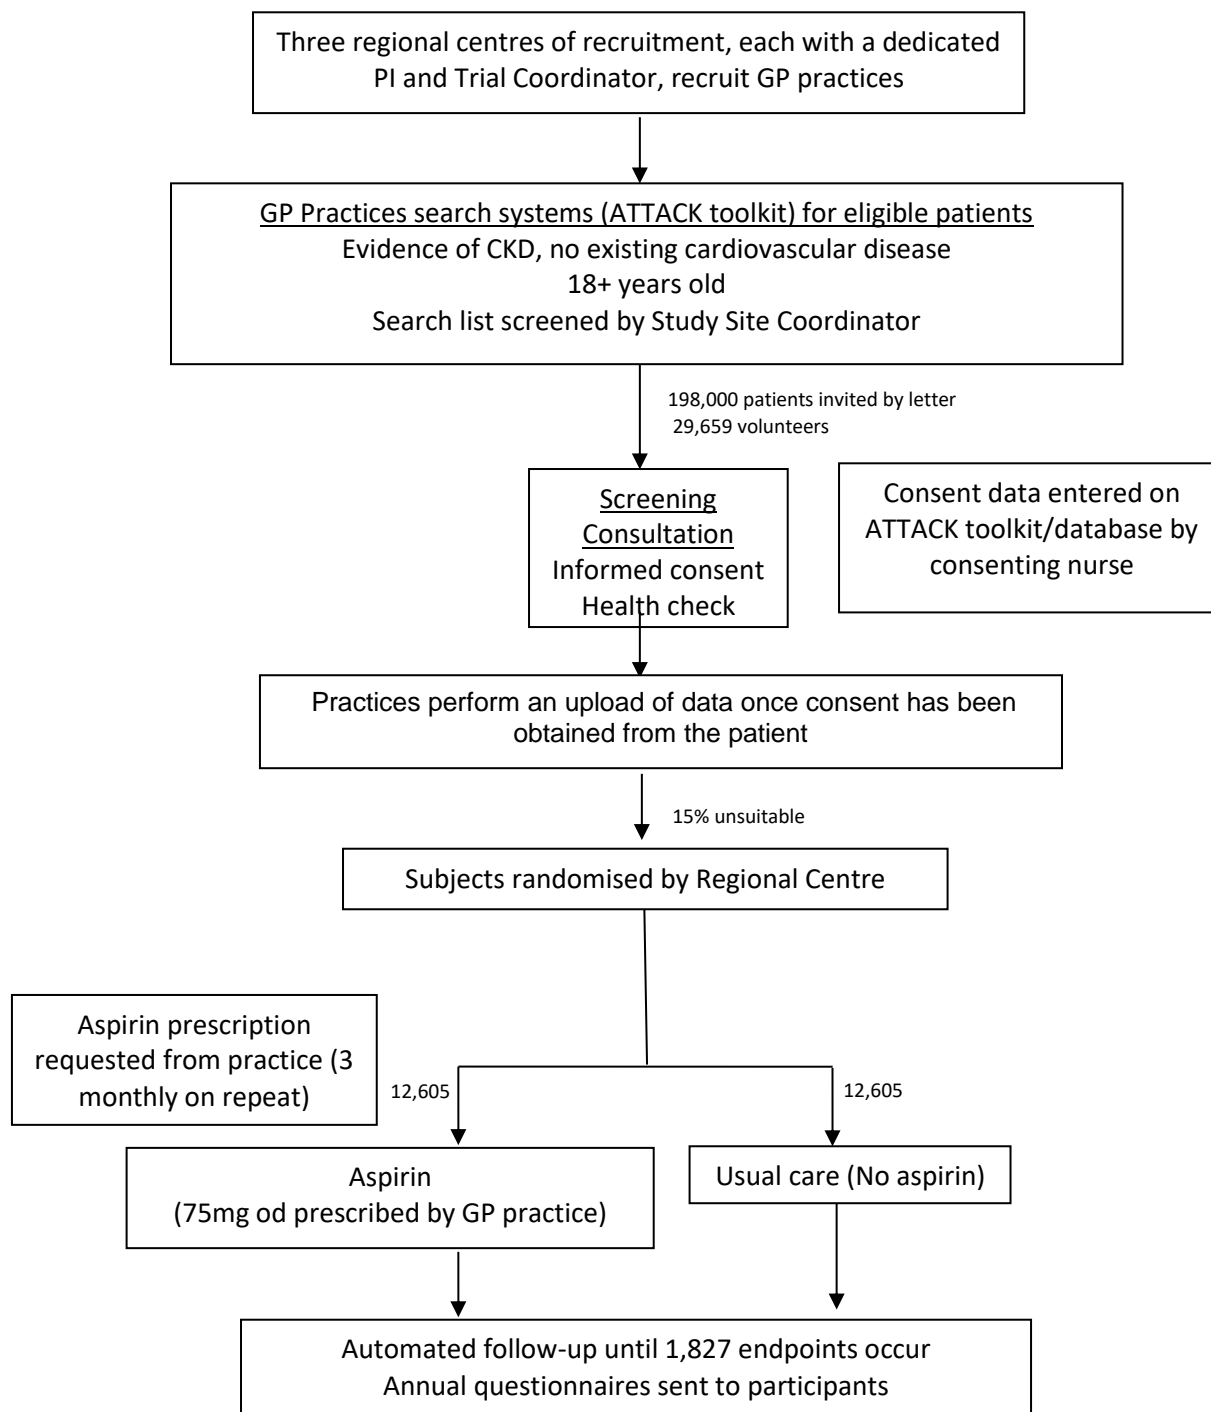 Three regional centres of recruitment, each with a dedicated
PI and Trial Coordinator, recruit GP practices
GP Practices search systems (ATTACK toolkit) for eligible patients
Evidence of CKD, no existing cardiovascular disease
18+ years old
Search list screened by Study Site Coordinator
198,000 patients invited by letter
29,659 volunteers
Screening
Consultation
Informed consent
Health check
Consent data entered on
ATTACK toolkit/database by
consenting nurse
Practices perform an upload of data once consent has been
obtained from the patient
15% unsuitable
Subjects randomised by Regional Centre
Aspirin prescription
requested from practice (3
monthly on repeat)
12,605
12,605
Aspirin
(75mg od prescribed by GP practice)
Usual care (No aspirin)
Automated follow-up until 1,827 endpoints occur
Annual questionnaires sent to participants